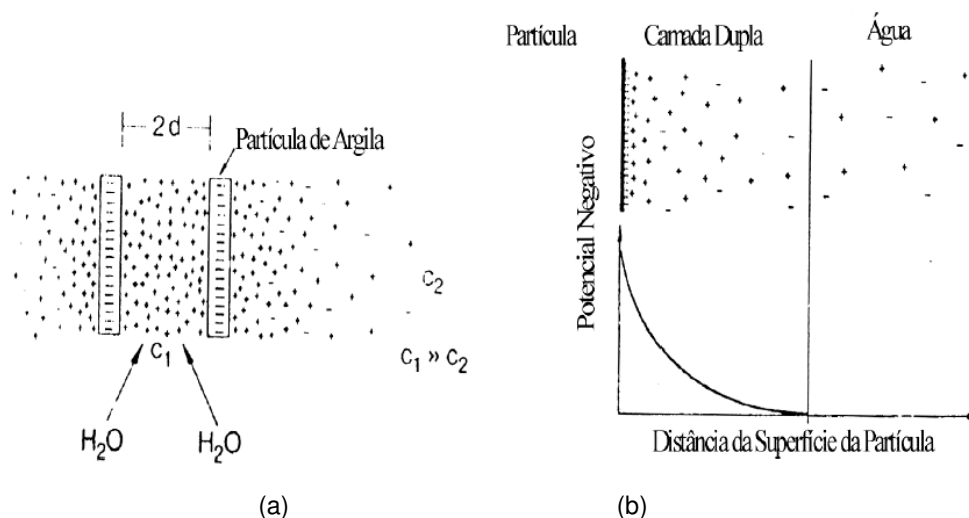 2d
Partícula de Argila
C₂
C₁
C₁ » C₂
H₂O H₂O
(a)
Partícula Camada Dupla Água
Potencial Negativo
Distância da Superfície da Partícula
(b)